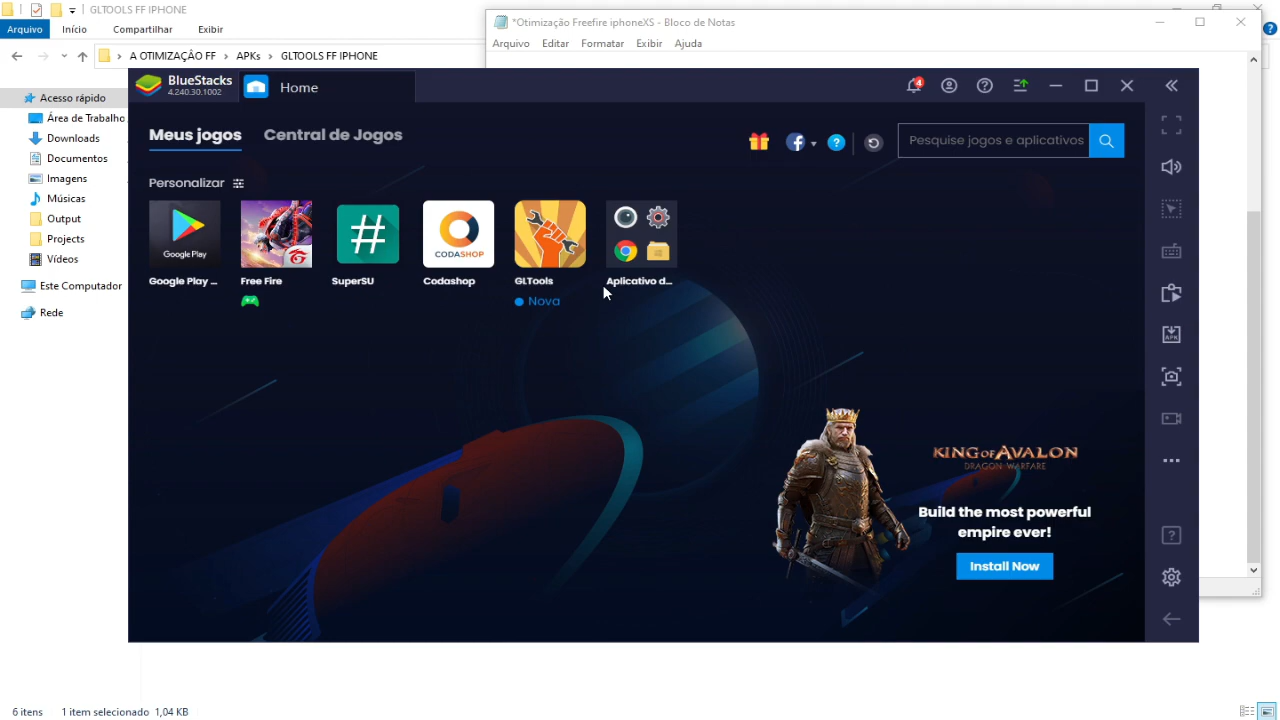 GLTOOLS FF IPHONE
Arquivo Início Compartilhar Exibir
A OTIMIZAÇÃO FF > APKs > GLTOOLS FF IPHONE
*Otimização Freefire iphoneXS - Bloco de Notas
Arquivo Editar Formatar Exibir Ajuda
Acesso rápido
Área de Trabalho
Downloads
Documentos
Imagens
Músicas
Output
Projects
Vídeos
Este Computador
Rede
BlueStacks
4.240.30.1002
Home
4
Meus jogos Central de Jogos
Pesquise jogos e aplicativos
Personalizar
Google Play
CODASHOP
Google Play ... Free Fire SuperSU Codashop GLTools Aplicativo d...
Nova
APK
KING OF AVALON
DRAGON WARFARE
Build the most powerful
empire ever!
Install Now
6 itens 1 item selecionado 1,04 KB